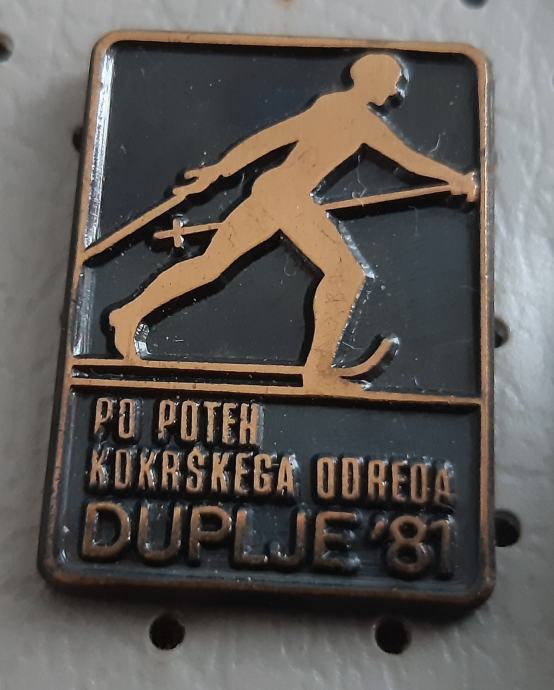 PO POTEH
KOKRŠKEGA ODREDA
DUPLJE '81